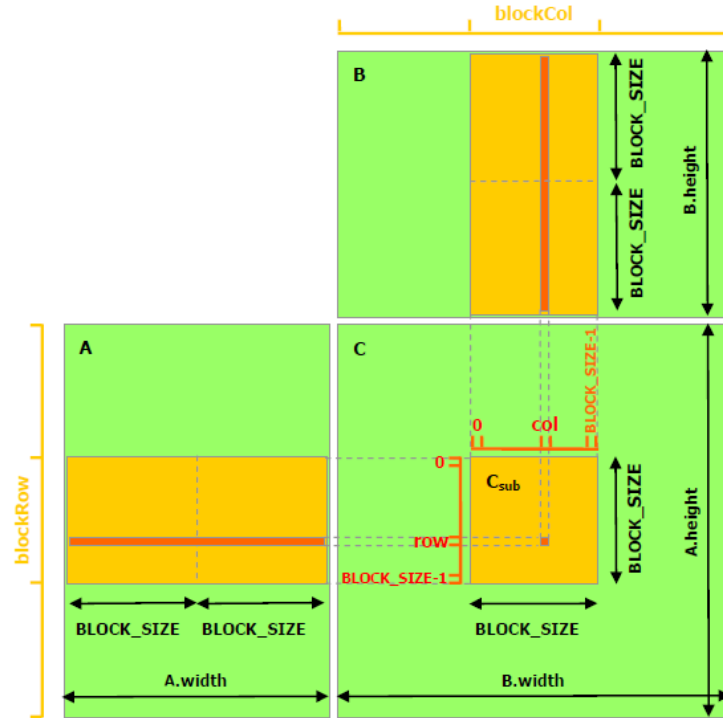 blockCol
B
BLOCK_SIZE
BLOCK_SIZE
B.height
blockRow
A
BLOCK_SIZE
BLOCK_SIZE
A.width
C
0
col
BLOCK_SIZE-1
0
row
BLOCK_SIZE-1
Csub
BLOCK_SIZE
BLOCK_SIZE
B.width
A.height